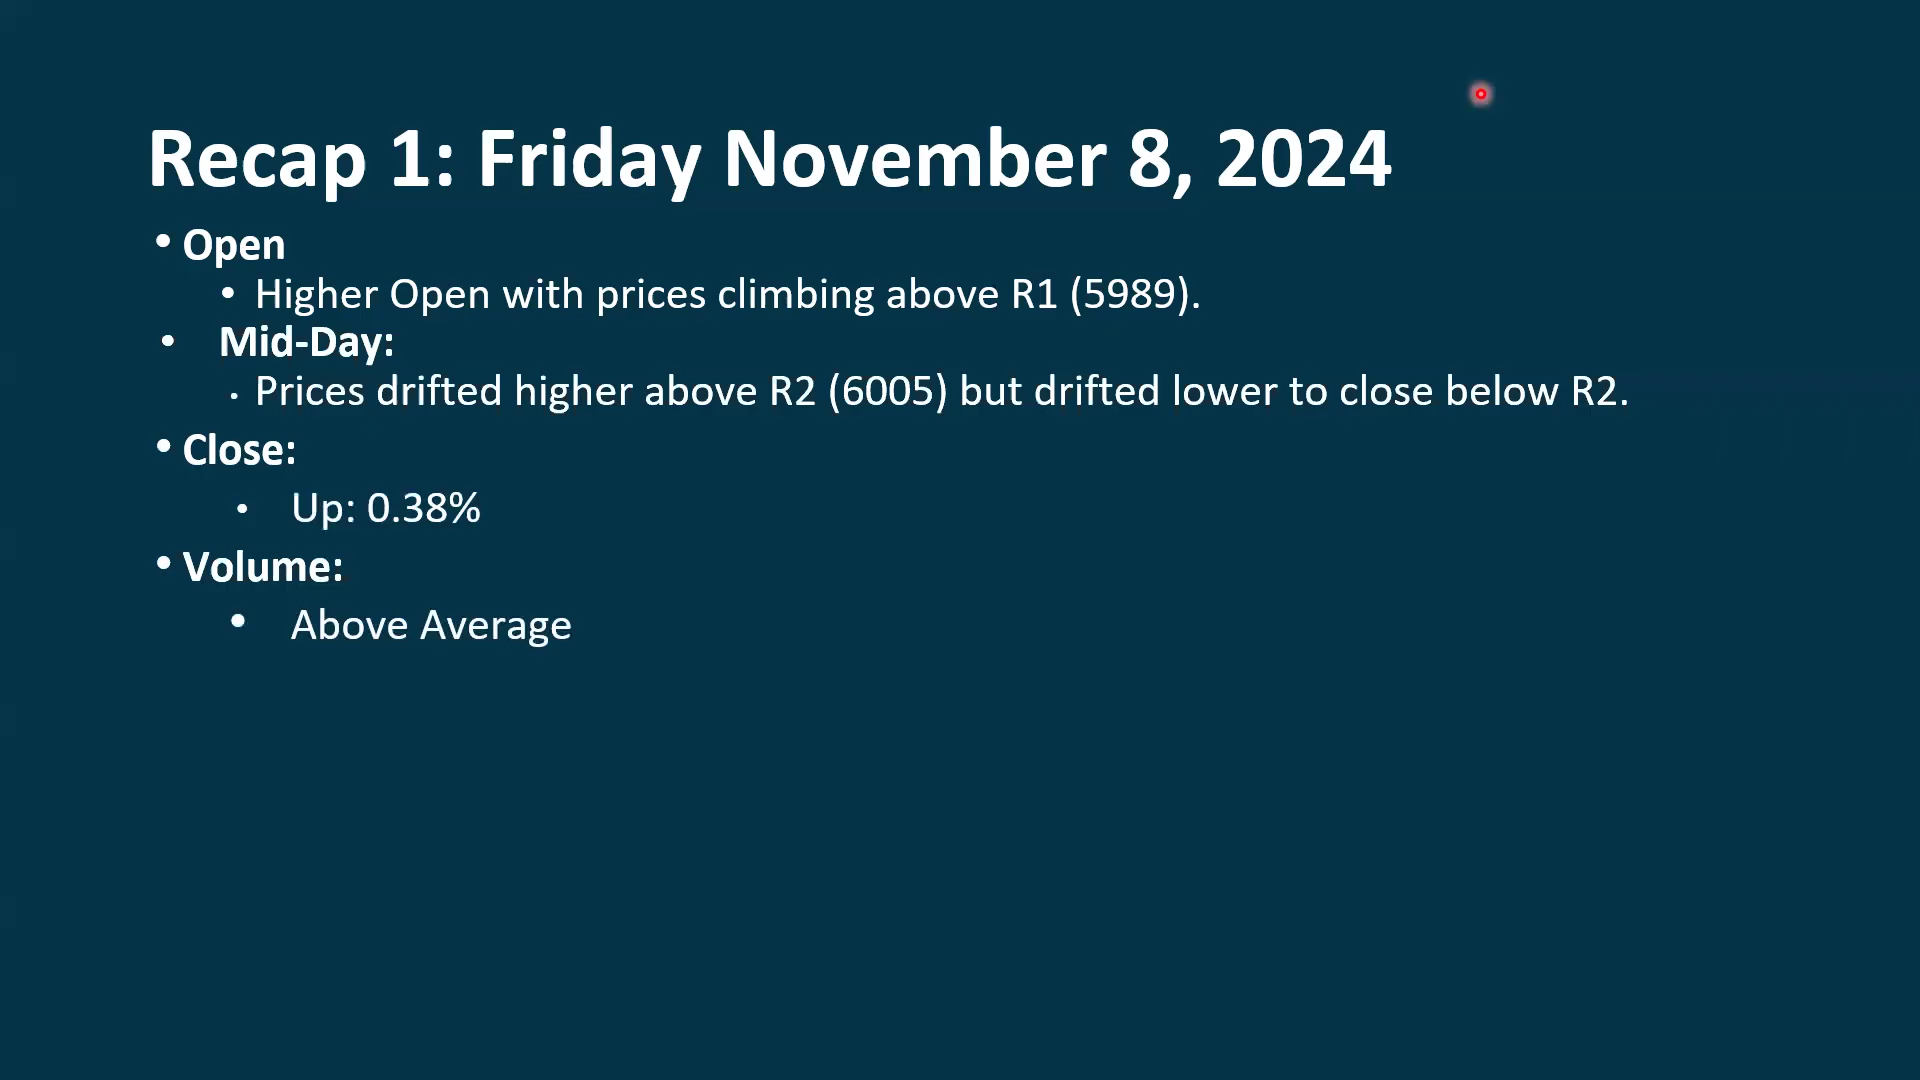 Recap 1: Friday November 8, 2024
• Open
• Higher Open with prices climbing above R1 (5989).
• Mid-Day:
• Prices drifted higher above R2 (6005) but drifted lower to close below R2.
• Close:
• Up: 0.38%
• Volume:
• Above Average